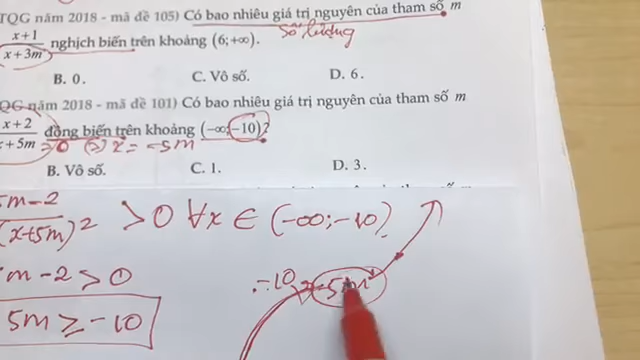 TQG năm 2018 - mã đề 105) Có bao nhiêu giá trị nguyên của tham số m
x+1
x+3m
nghịch biến trên khoảng (6;+∞).
Số lượng
B. 0.
C. Vô số.
D. 6.
QG năm 2018 - mã đề 101) Có bao nhiêu giá trị nguyên của tham số m
x+2
x+5m
đồng biến trên khoảng (-∞;-10)?
=0 ⇔ x = -5m
B. Vô số.
C. 1.
D. 3.
5m-2
(x+5m)² >0 ∀x ∈ (-∞;-10)
m-2>0
-10
5m ≥ -10